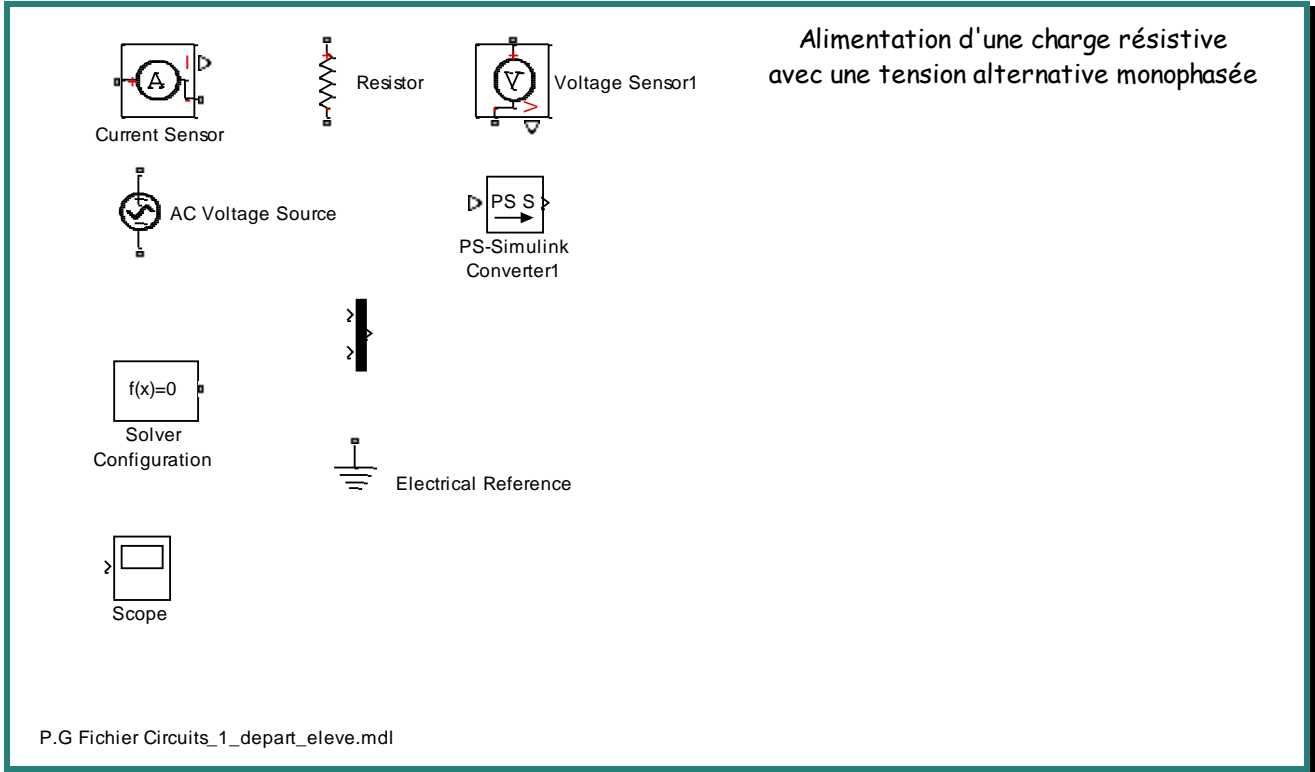 Alimentation d'une charge résistive
avec une tension alternative monophasée
A
I
Current Sensor
Resistor
V
V
Voltage Sensor1
AC Voltage Source
PS S
PS-Simulink
Converter1
f(x)=0
Solver
Configuration
Electrical Reference
Scope
P.G Fichier Circuits_1_depart_eleve.mdl